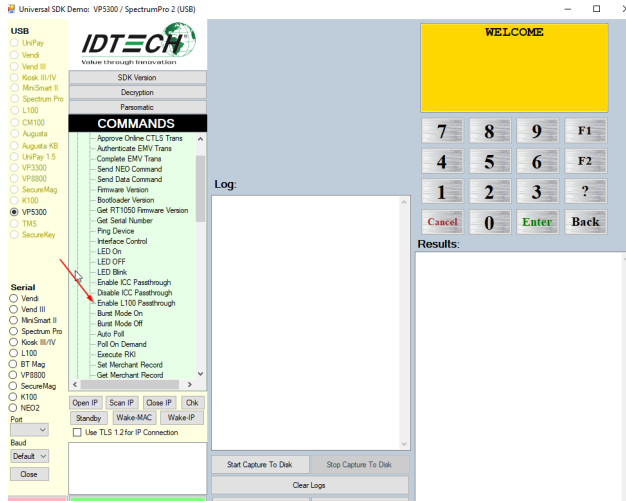 Universal SDK Demo: VP5300 / SpectrumPro 2 (USB)
USB
UniPay
Vendi
Vend III
Kiosk III/IV
MiniSmart II
Spectrum Pro
L100
CM100
Augusta
Augusta KB
UniPay 1.5
VP3300
VP8800
SecureMag
K100
VP5300
TMS
SecureKey
Serial
Vendi
Vend III
MiniSmart II
Spectrum Pro
Kiosk III/IV
L100
BT Mag
VP8800
SecureMag
K100
NEO2
Port
Baud
Default
Close
IDTECH
Value through Innovation
SDK Version
Decryption
Parsomatic
COMMANDS
Approve Online CTLS Trans
Authenticate EMV Trans
Complete EMV Trans
Send NEO Command
Send Data Command
Firmware Version
Bootloader Version
Get RT1050 Firmware Version
Get Serial Number
Ping Device
Interface Control
LED On
LED OFF
LED Blink
Enable ICC Passthrough
Disable ICC Passthrough
Enable L100 Passthrough
Burst Mode On
Burst Mode Off
Auto Poll
Poll On Demand
Execute RKI
Set Merchant Record
Get Merchant Record
Open IP Scan IP Close IP Chk
Standby Wake-MAC Wake-IP
Use TLS 1.2 for IP Connection
Log:
Start Capture To Disk Stop Capture To Disk
Clear Logs
WELCOME
7 8 9 F1
4 5 6 F2
1 2 3 ?
Cancel 0 Enter Back
Results: